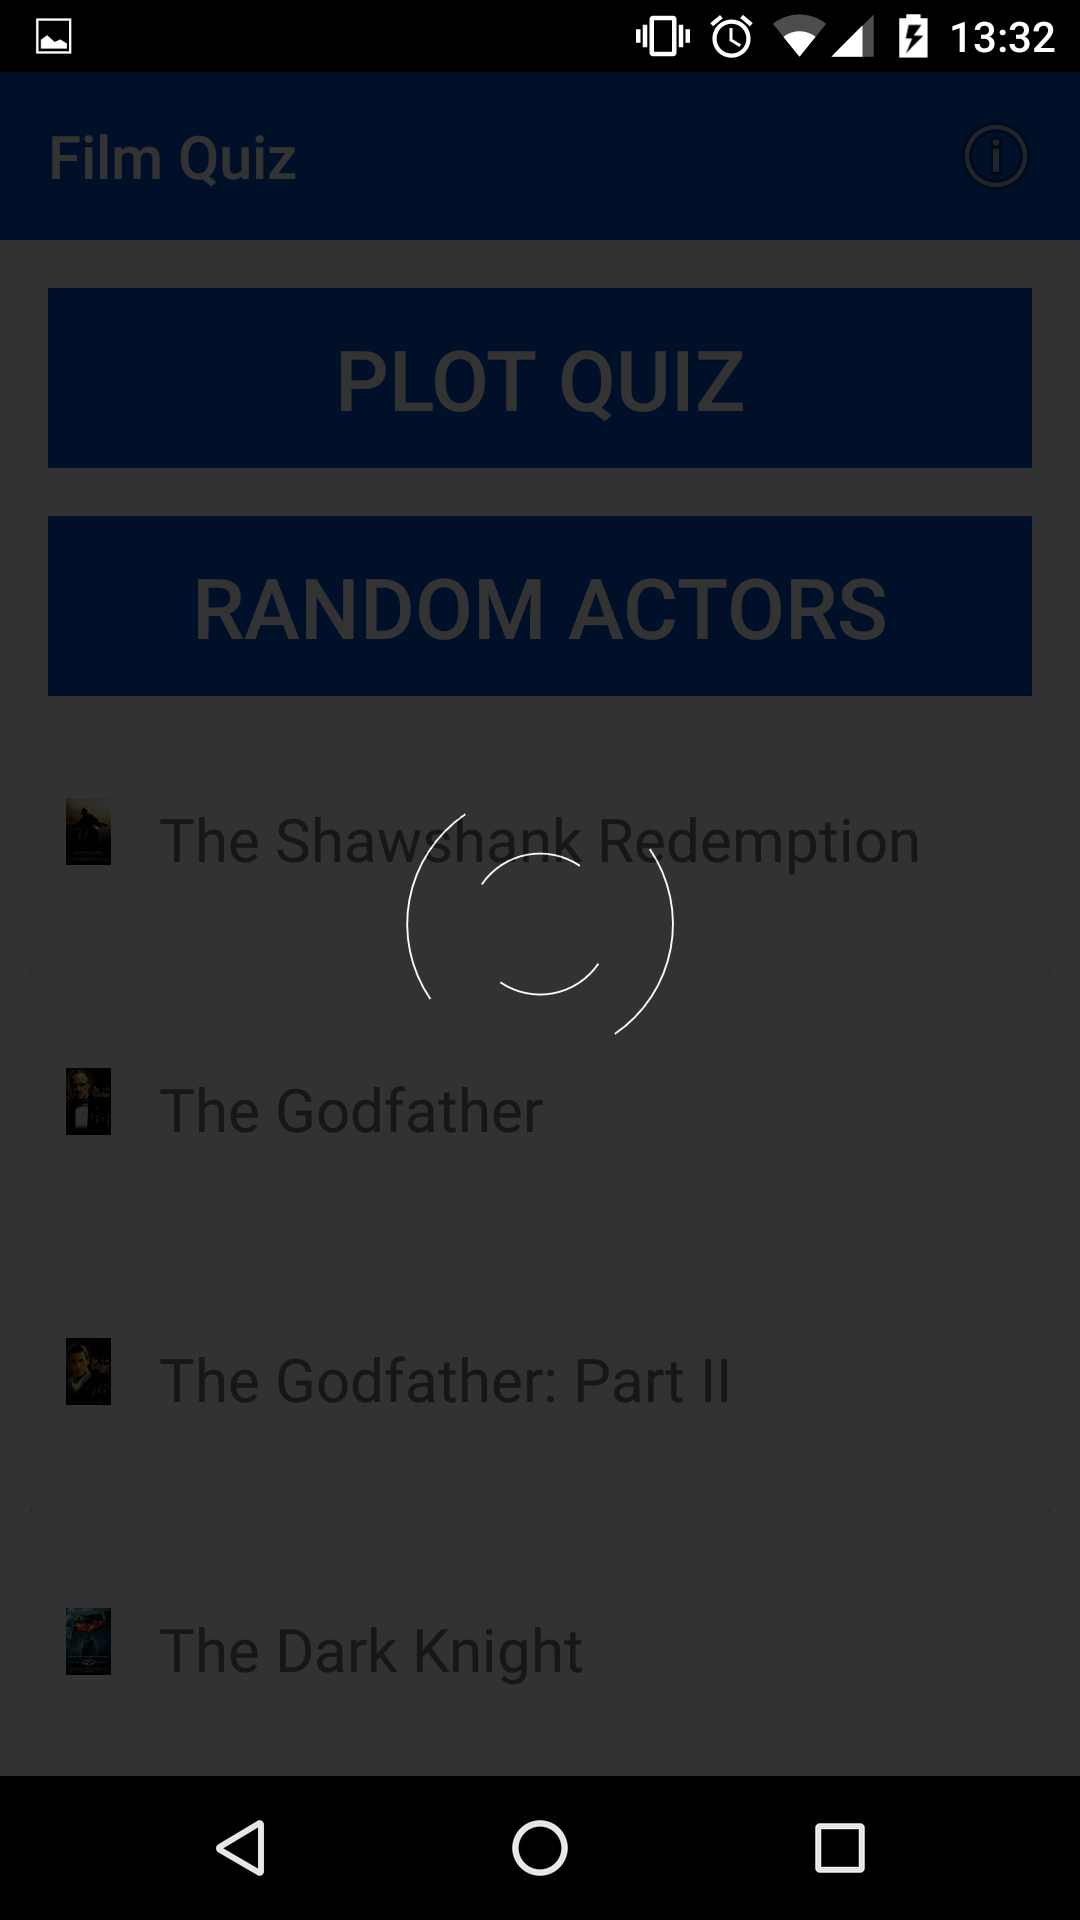 13:32
Film Quiz
PLOT QUIZ
RANDOM ACTORS
The Shawshank Redemption
The Godfather
The Godfather: Part II
The Dark Knight